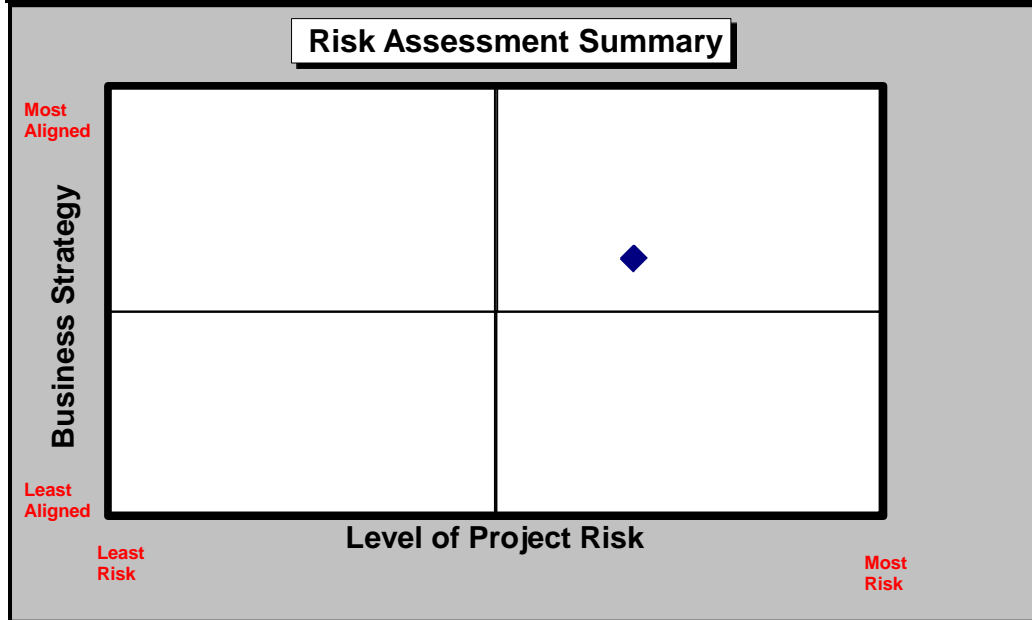 Risk Assessment Summary
Most
Aligned
Business Strategy
Least
Aligned
Level of Project Risk
Least
Risk
Most
Risk